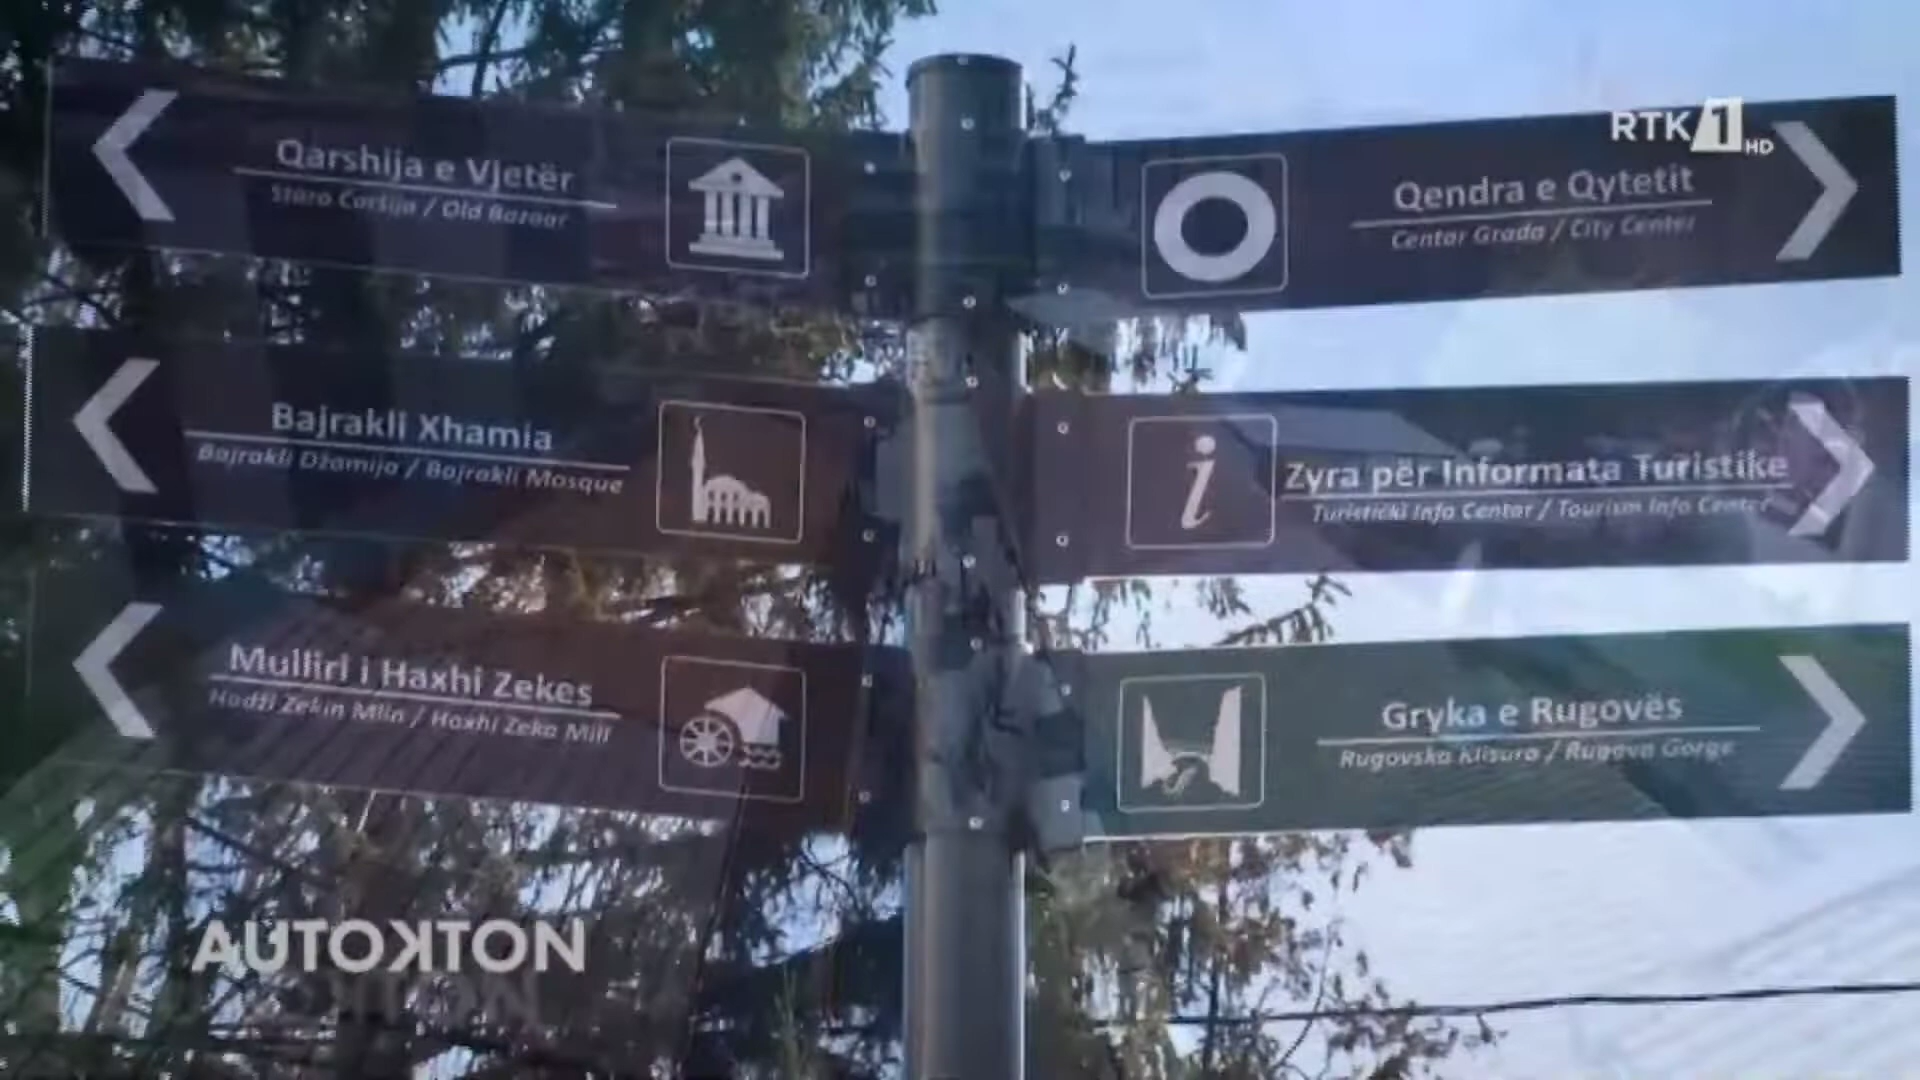 Qarshija e Vjetër
Stara Čaršija / Old Bazaar
RTK 1 HD
Qendra e Qytetit
Centar Grada / City Center
Bajrakli Xhamia
Bajrakli Džamija / Bajrakli Mosque
i
Zyra për Informata Turistike
Turistički Info Centar / Tourism Info Center
Mulliri i Haxhi Zekes
Hadži Zekin Mlin / Haxhi Zeka Mill
Gryka e Rugovës
Rugovska Klisura / Rugova Gorge
AUTOKTON